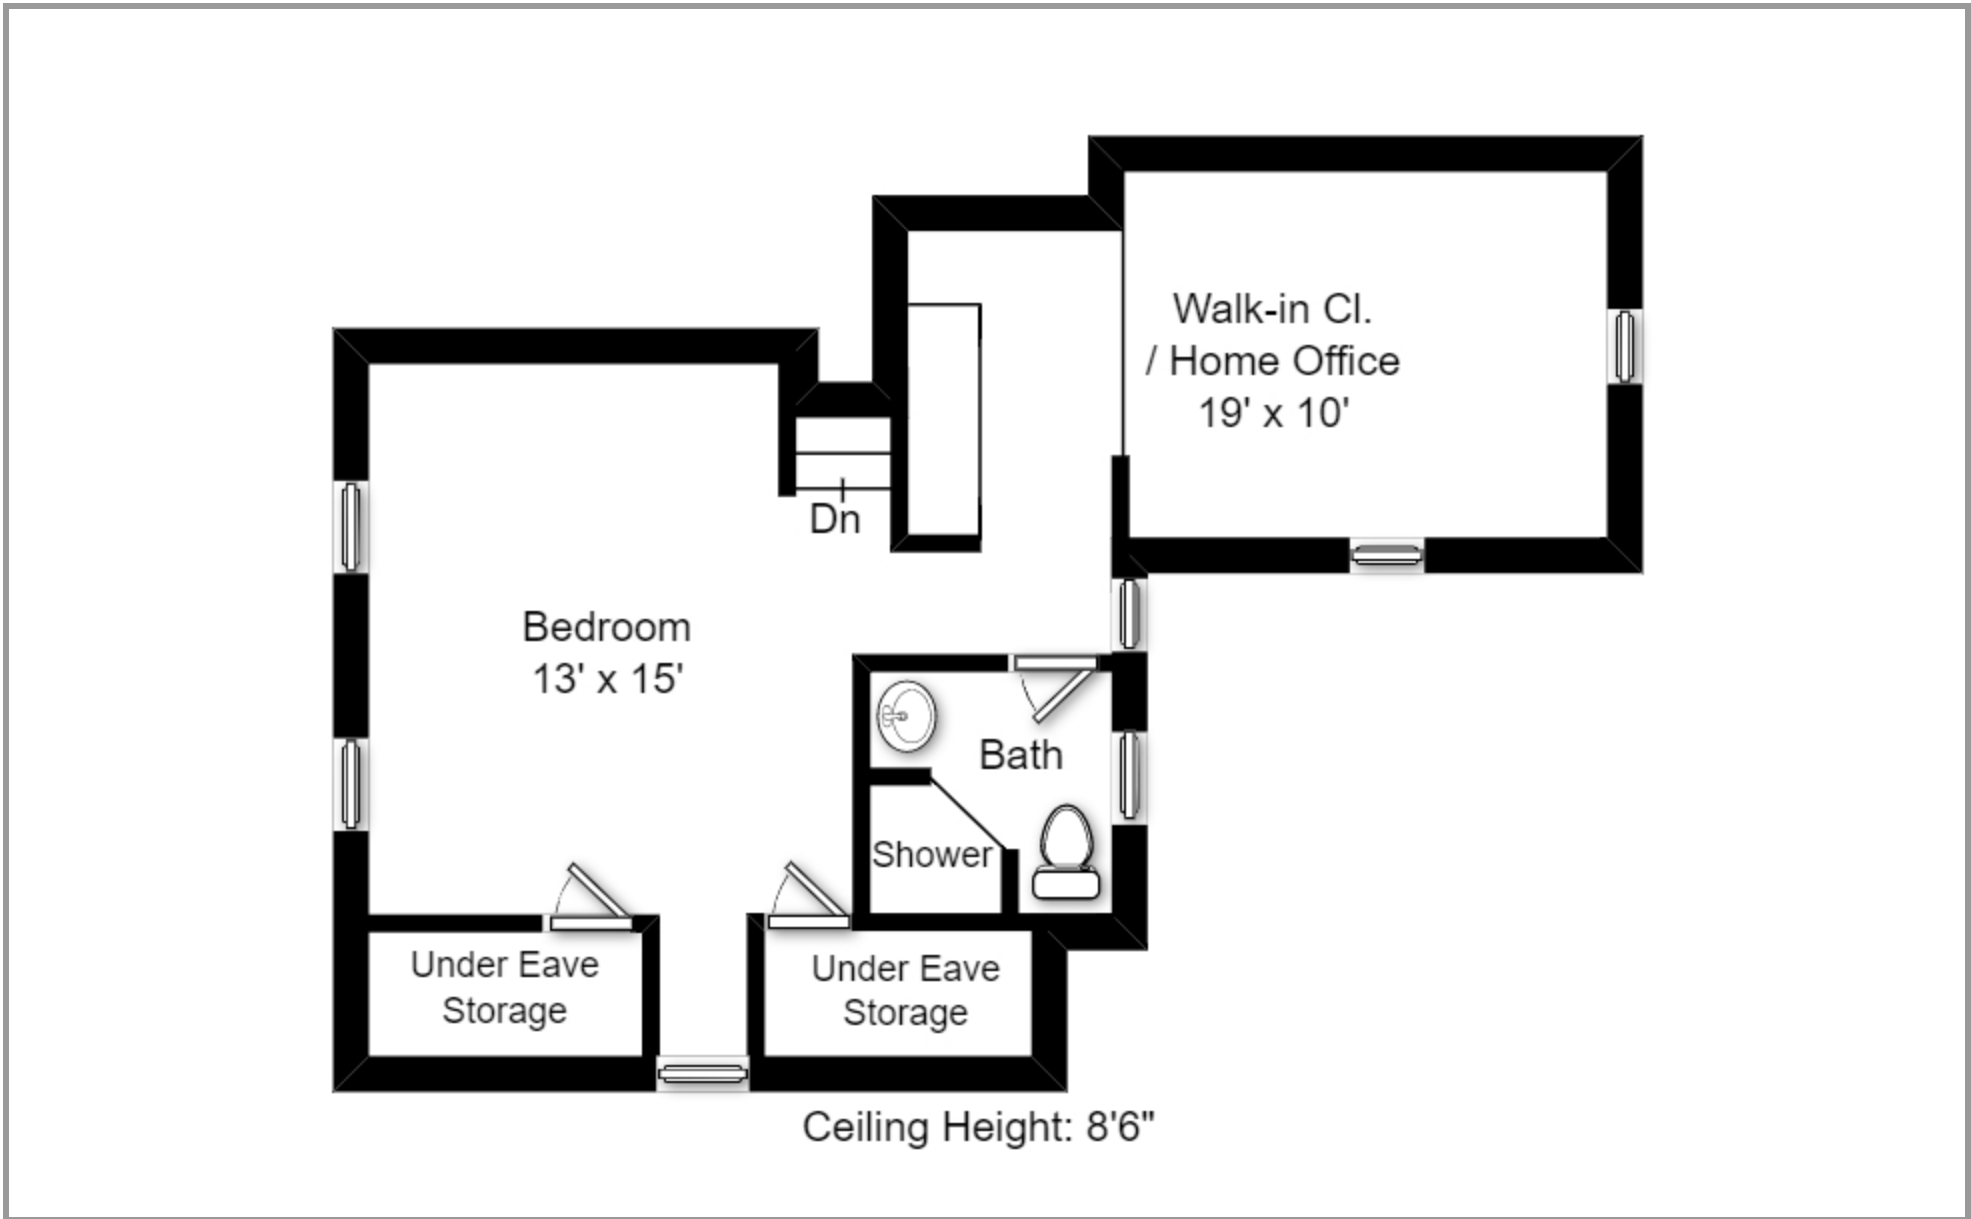 Walk-in Cl.
/ Home Office
19' x 10'
Dn
Bedroom
13' x 15'
Bath
Shower
Under Eave
Storage
Under Eave
Storage
Ceiling Height: 8'6"